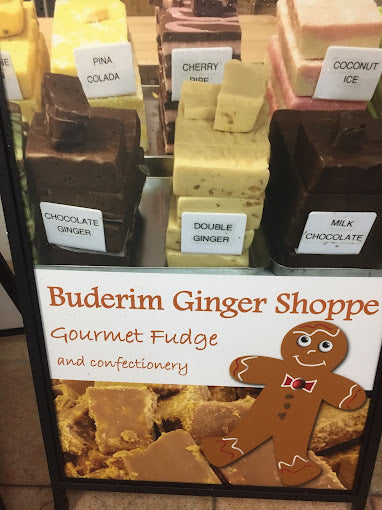 NE
PINA
COLADA
CHERRY
RIPE
COCONUT
ICE
CHOCOLATE
GINGER
DOUBLE
GINGER
MILK
CHOCOLATE
Buderim Ginger Shoppe
Gourmet Fudge
and confectionery